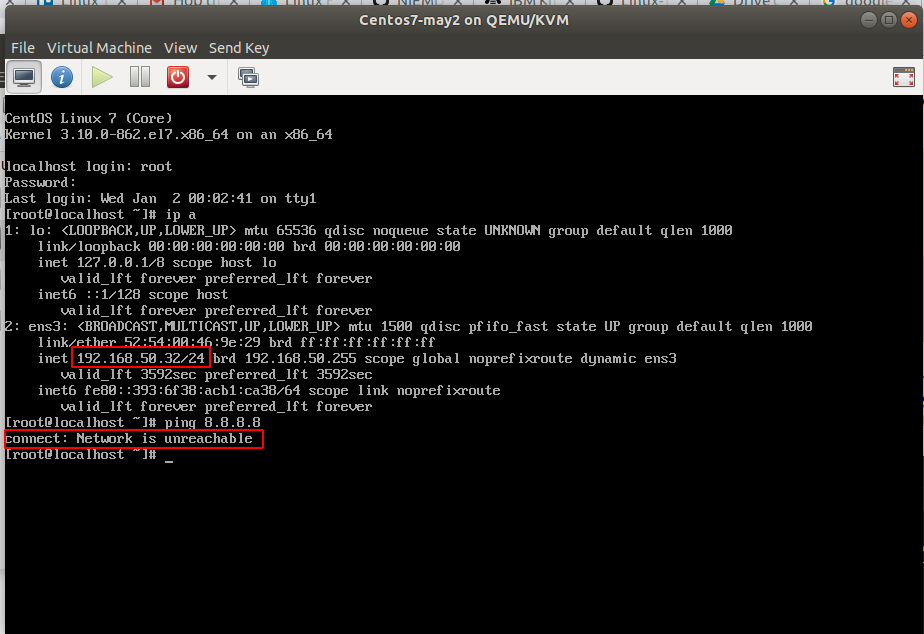 Centos7-may2 on QEMU/KVM
File Virtual Machine View Send Key
CentOS Linux 7 (Core)
Kernel 3.10.0-862.el7.x86_64 on an x86_64
localhost login: root
Password:
Last login: Wed Jan  2 00:02:41 on tty1
[root@localhost ~]# ip a
1: lo: <LOOPBACK,UP,LOWER_UP> mtu 65536 qdisc noqueue state UNKNOWN group default qlen 1000
    link/loopback 00:00:00:00:00:00 brd 00:00:00:00:00:00
    inet 127.0.0.1/8 scope host lo
       valid_lft forever preferred_lft forever
    inet6 ::1/128 scope host
       valid_lft forever preferred_lft forever
2: ens3: <BROADCAST,MULTICAST,UP,LOWER_UP> mtu 1500 qdisc pfifo_fast state UP group default qlen 1000
    link/ether 52:54:00:46:9e:29 brd ff:ff:ff:ff:ff:ff
    inet 192.168.50.32/24 brd 192.168.50.255 scope global noprefixroute dynamic ens3
       valid_lft 3592sec preferred_lft 3592sec
    inet6 fe80::393:6f38:acb1:ca38/64 scope link noprefixroute
       valid_lft forever preferred_lft forever
[root@localhost ~]# ping 8.8.8.8
connect: Network is unreachable
[root@localhost ~]# _